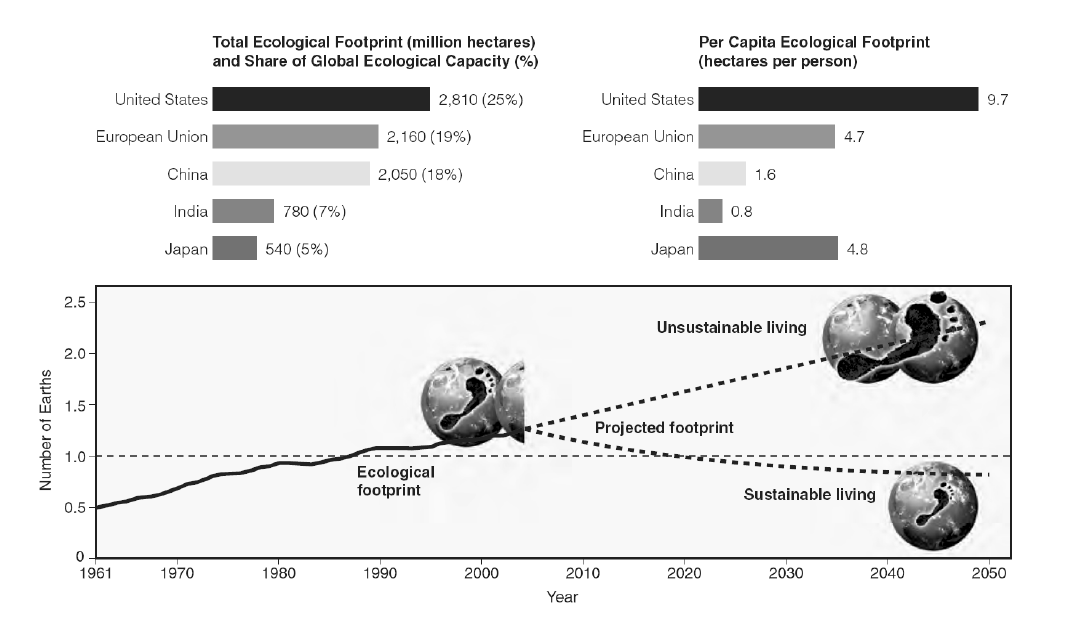 Total Ecological Footprint (million hectares)
and Share of Global Ecological Capacity (%)
United States 2,810 (25%)
European Union 2,160 (19%)
China 2,050 (18%)
India 780 (7%)
Japan 540 (5%)
Per Capita Ecological Footprint
(hectares per person)
United States 9.7
European Union 4.7
China 1.6
India 0.8
Japan 4.8
Number of Earths
2.5
2.0
1.5
1.0
0.5
0
Unsustainable living
Projected footprint
Ecological
footprint
Sustainable living
1961 1970 1980 1990 2000 2010 2020 2030 2040 2050
Year